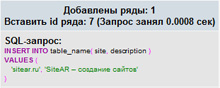 Добавлены ряды: 1
Вставить id ряда: 7 (Запрос занял 0.0008 сек)
SQL-запрос:
INSERT INTO table_name( site, description )
VALUES (
'sitear.ru', 'SiteAR – создание сайтов'
)